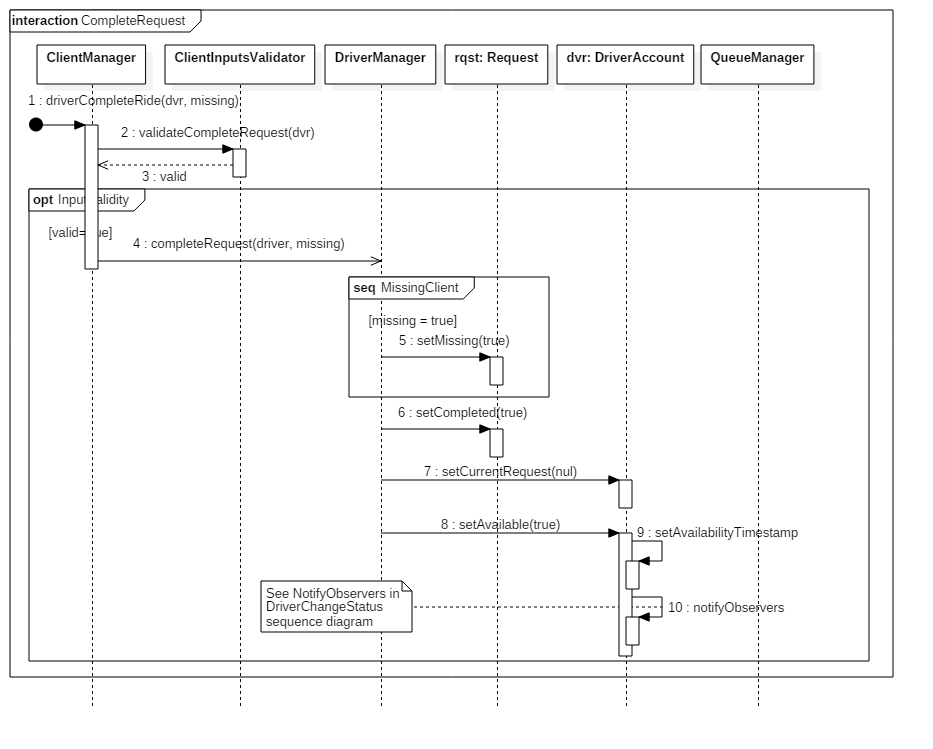 interaction CompleteRequest
ClientManager
ClientInputsValidator
DriverManager
rqst: Request
dvr: DriverAccount
QueueManager
1 : driverCompleteRide(dvr, missing)
2 : validateCompleteRequest(dvr)
3 : valid
opt InputValidity
[valid=true]
4 : completeRequest(driver, missing)
seq MissingClient
[missing = true]
5 : setMissing(true)
6 : setCompleted(true)
7 : setCurrentRequest(nul)
8 : setAvailable(true)
9 : setAvailabilityTimestamp
See NotifyObservers in
DriverChangeStatus
sequence diagram
10 : notifyObservers